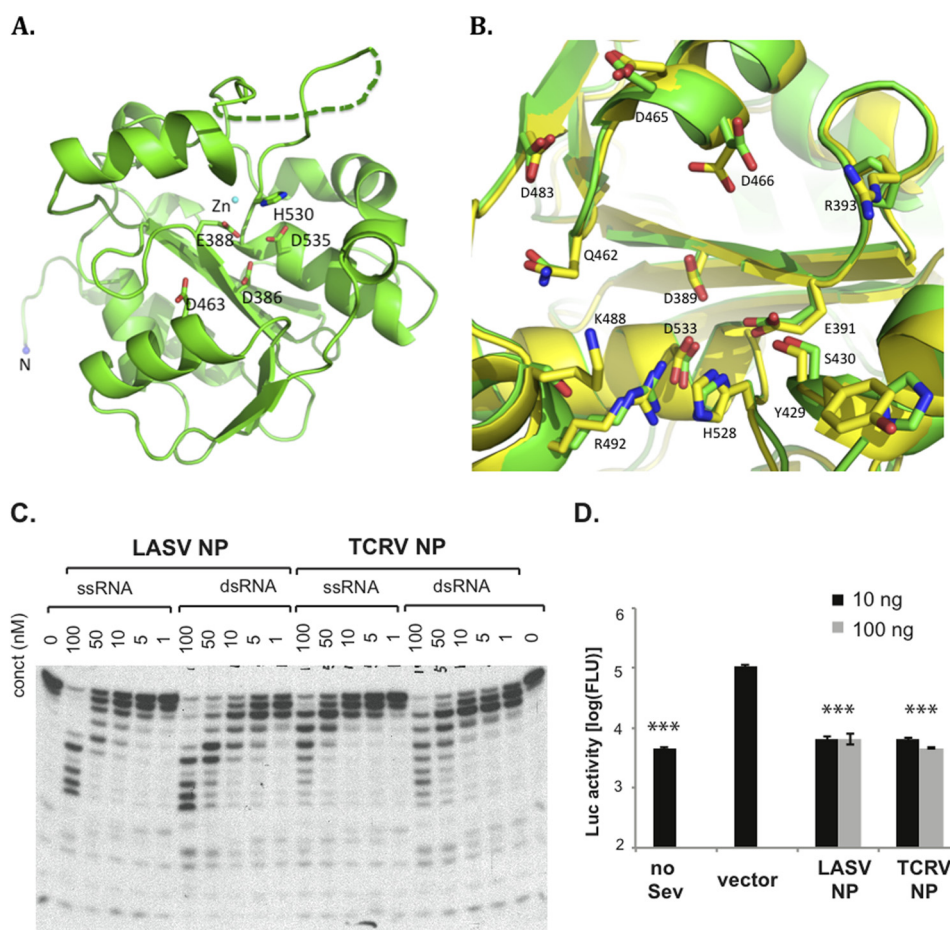 A.
Zn
H530
E388
D535
D463
D386
N
B.
D465
D483
D466
R393
Q462
D389
K488
D533
E391
S430
Y429
H528
R492
C.
LASV NP TCRV NP
ssRNA dsRNA ssRNA dsRNA
conct (nM) 0 100 50 10 5 1 100 50 10 5 1 100 50 10 5 1 100 50 10 5 1 0
D.
10 ng
100 ng
Luc activity [log(FLU)]
6
5
4
3
2
*** *** ***
no Sev
vector
LASV NP
TCRV NP